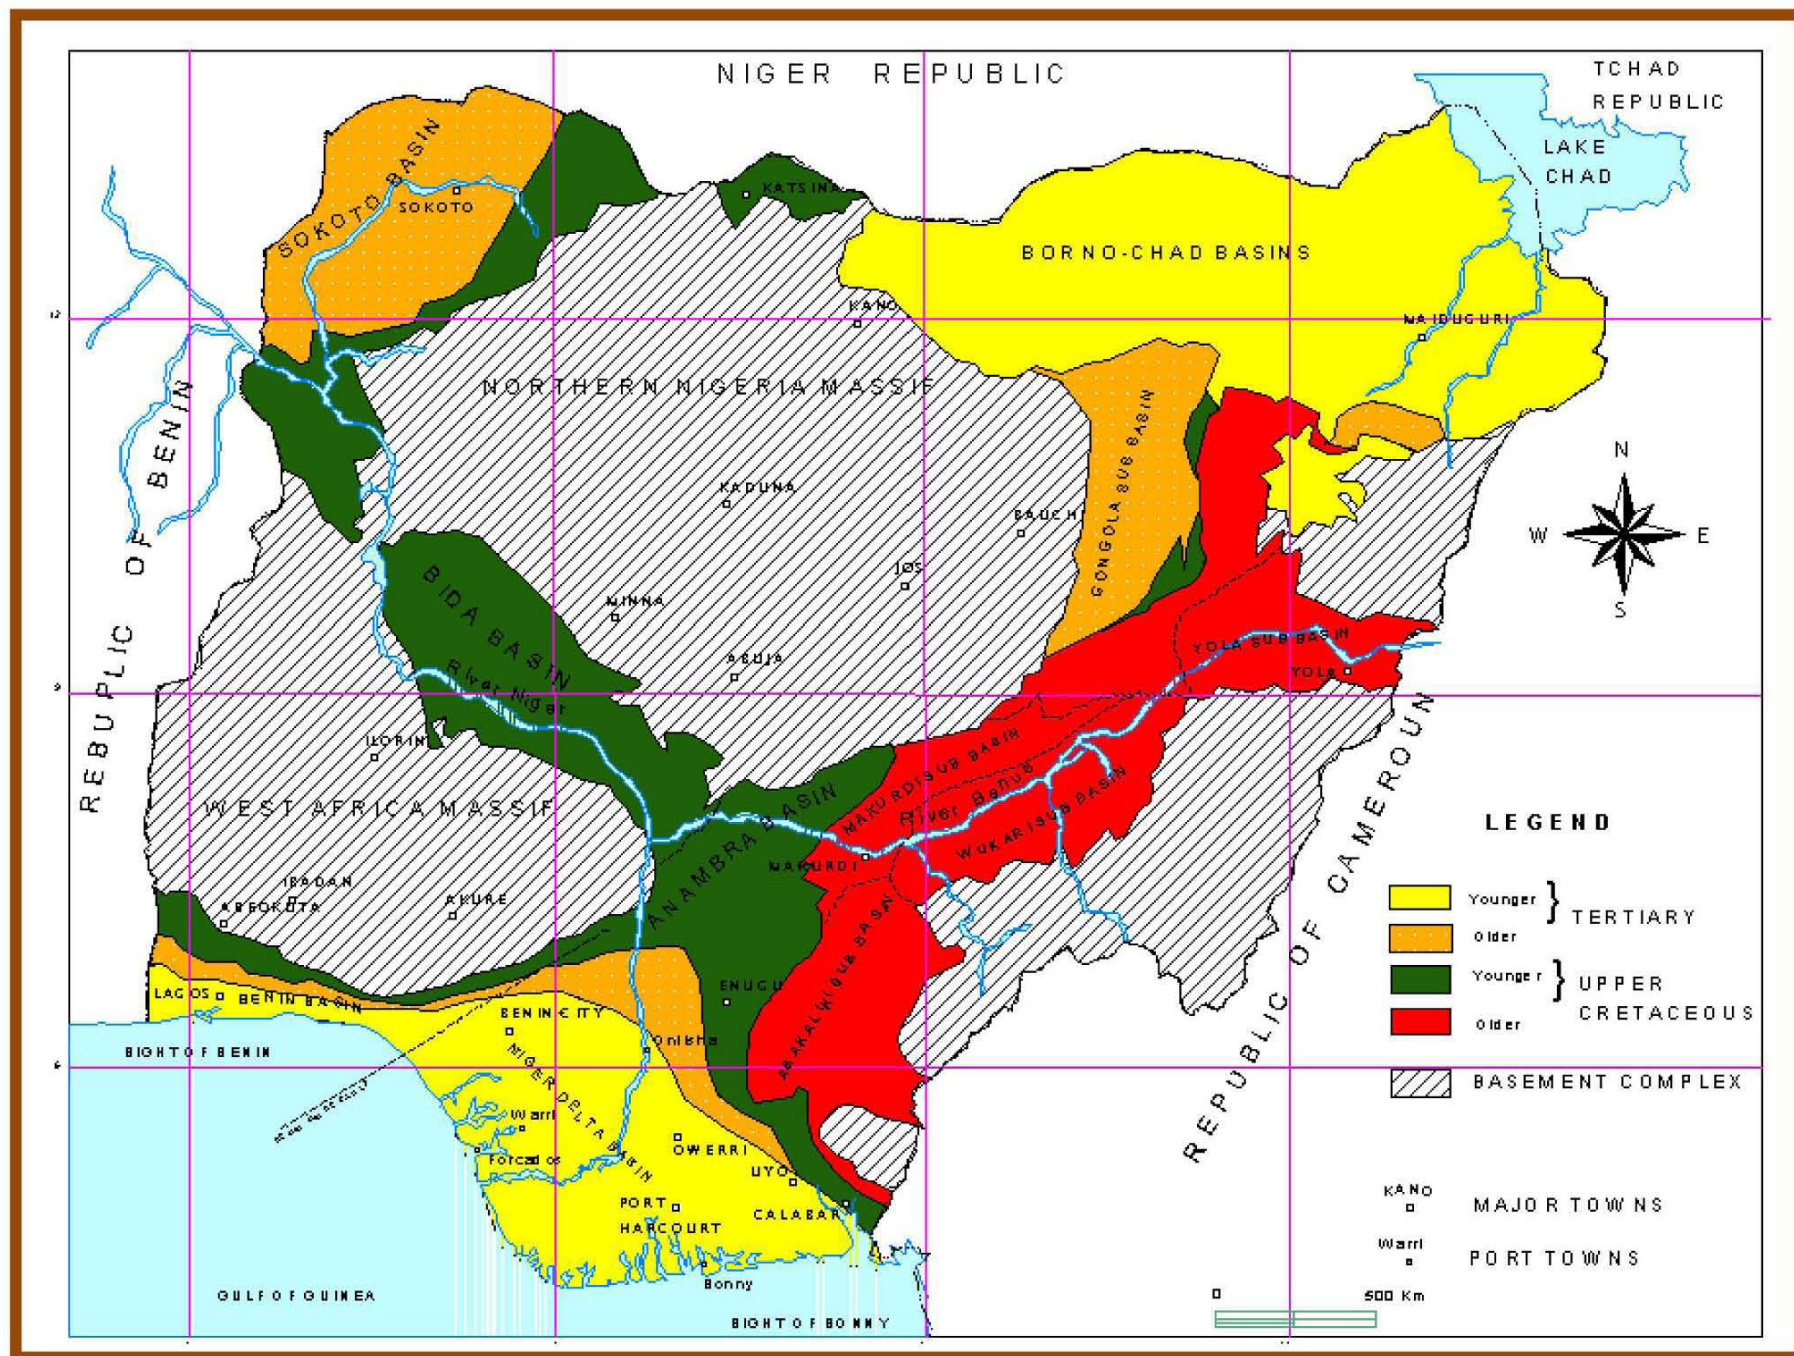 NIGER REPUBLIC
TCHAD
REPUBLIC
LAKE
CHAD
SOKOTO BASIN
SOKOTO
KATSINA
BORNO-CHAD BASINS
KANO
12
MAIDUGURI
NORTHERN NIGERIA MASSIF
REBUPLIC OF BENIN
GONGOLA SUB BASIN
KADUNA
BAUCHI
JOS
N
W
E
S
BIDA BASIN
MINNA
ABUJA
River Niger
YOLA SUB BASIN
YOLA
9
ILORIN
MAKURDI SUB BASIN
River Benue
WUKARI SUB BASIN
WEST AFRICA MASSIF
ANAMBRA BASIN
MAKURDI
REPUBLIC OF CAMEROUN
LEGEND
IBADAN
ABEOKUTA
AKURE
ABAKALIKI SUB BASIN
Younger } TERTIARY
Older
Younger } UPPER
CRETACEOUS
Older
ENUGU
LAGOS
BENIN BASIN
BENIN CITY
Onitsha
BIGHT OF BENIN
6
NIGER DELTA BASIN
BASEMENT COMPLEX
Warri
OWERRI
Forcados
UYO
PORT
HARCOURT
CALABAR
KANO
MAJOR TOWNS
Warri
PORT TOWNS
Bonny
GULF OF GUINEA
BIGHT OF BONNY
0
500 Km